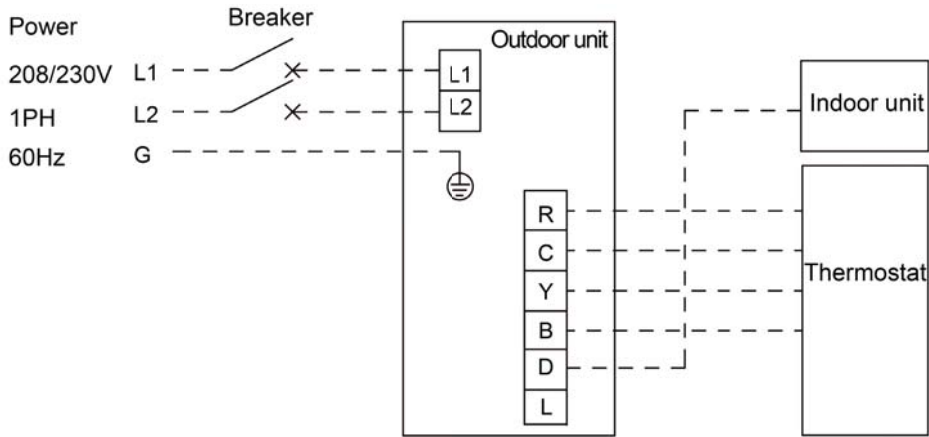 Power
Breaker
208/230V L1
1PH L2
60Hz G
Outdoor unit
L1
L2
R
C
Y
B
D
L
Indoor unit
Thermostat